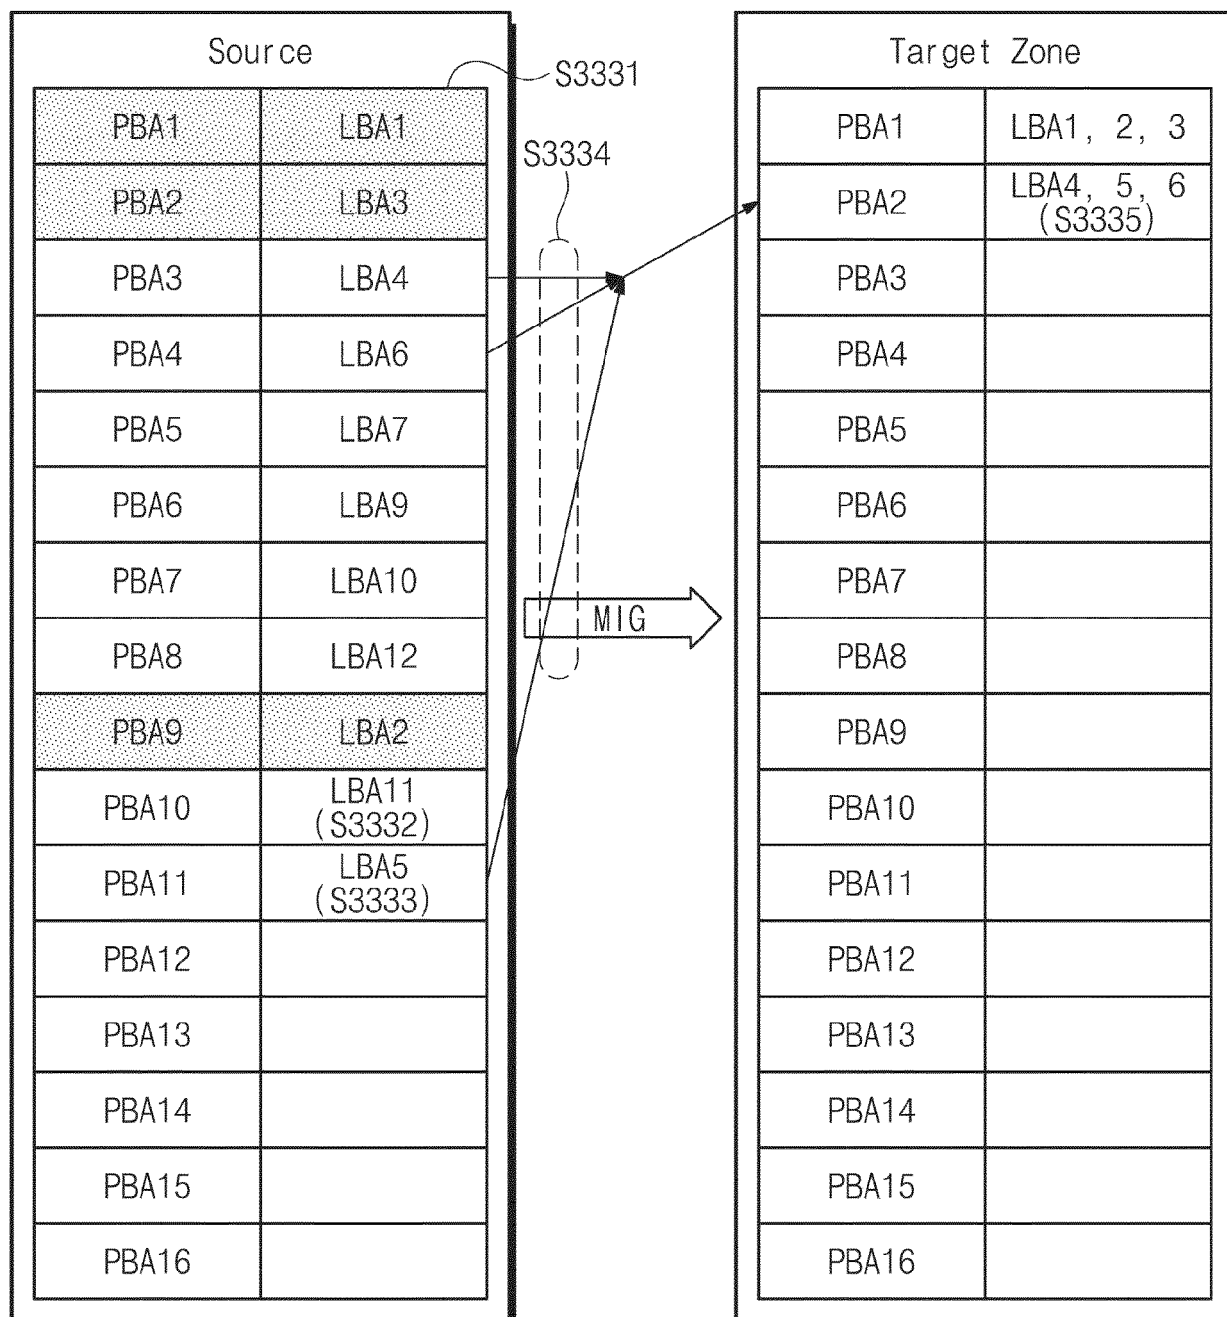 Source
S3331
PBA1 LBA1
PBA2 LBA3
PBA3 LBA4
PBA4 LBA6
PBA5 LBA7
PBA6 LBA9
PBA7 LBA10
PBA8 LBA12
PBA9 LBA2
PBA10 LBA11
(S3332)
PBA11 LBA5
(S3333)
PBA12
PBA13
PBA14
PBA15
PBA16
S3334
MIG
Target Zone
PBA1 LBA1, 2, 3
PBA2 LBA4, 5, 6
(S3335)
PBA3
PBA4
PBA5
PBA6
PBA7
PBA8
PBA9
PBA10
PBA11
PBA12
PBA13
PBA14
PBA15
PBA16